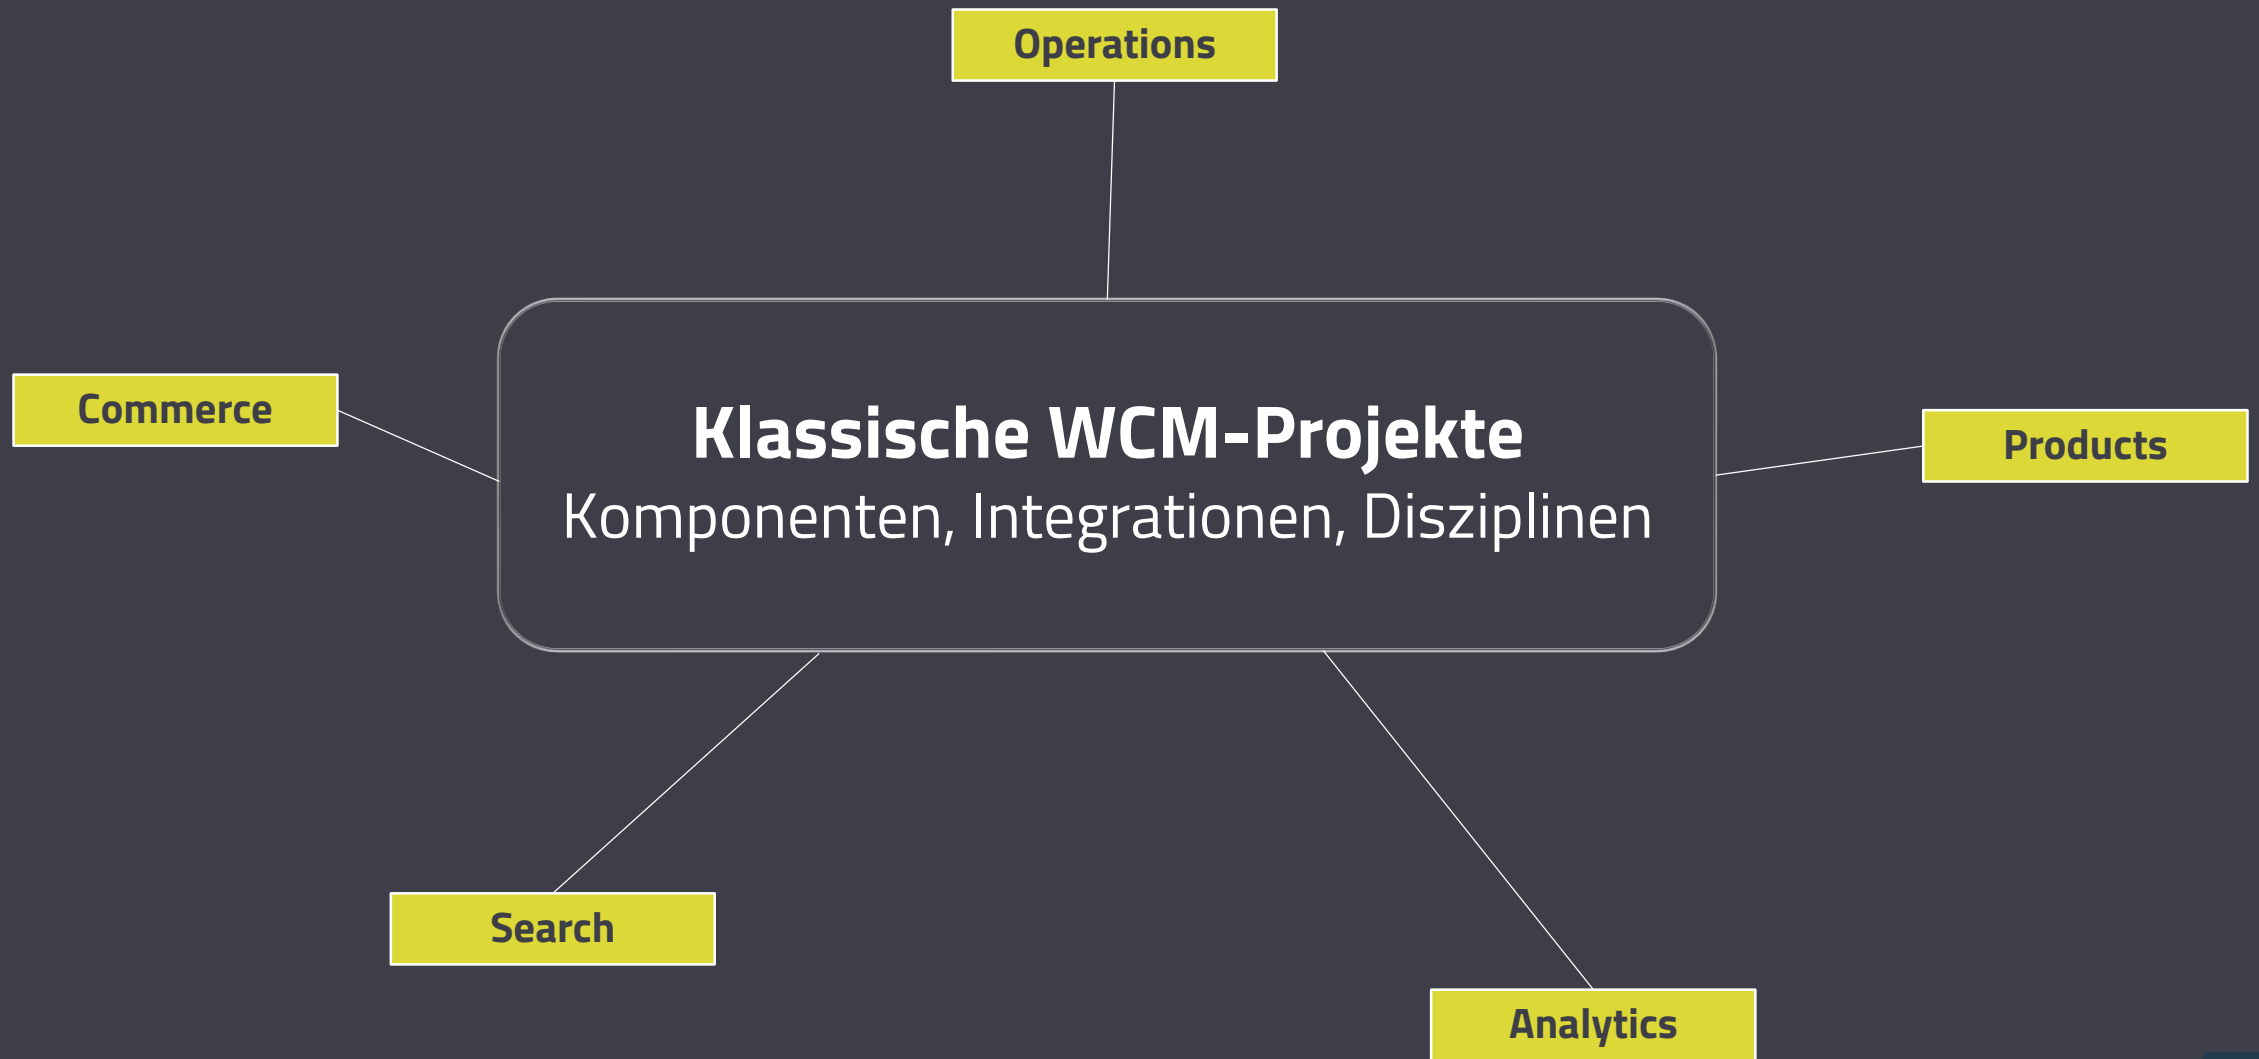 Operations
Commerce
Klassische WCM-Projekte
Komponenten, Integrationen, Disziplinen
Products
Search
Analytics